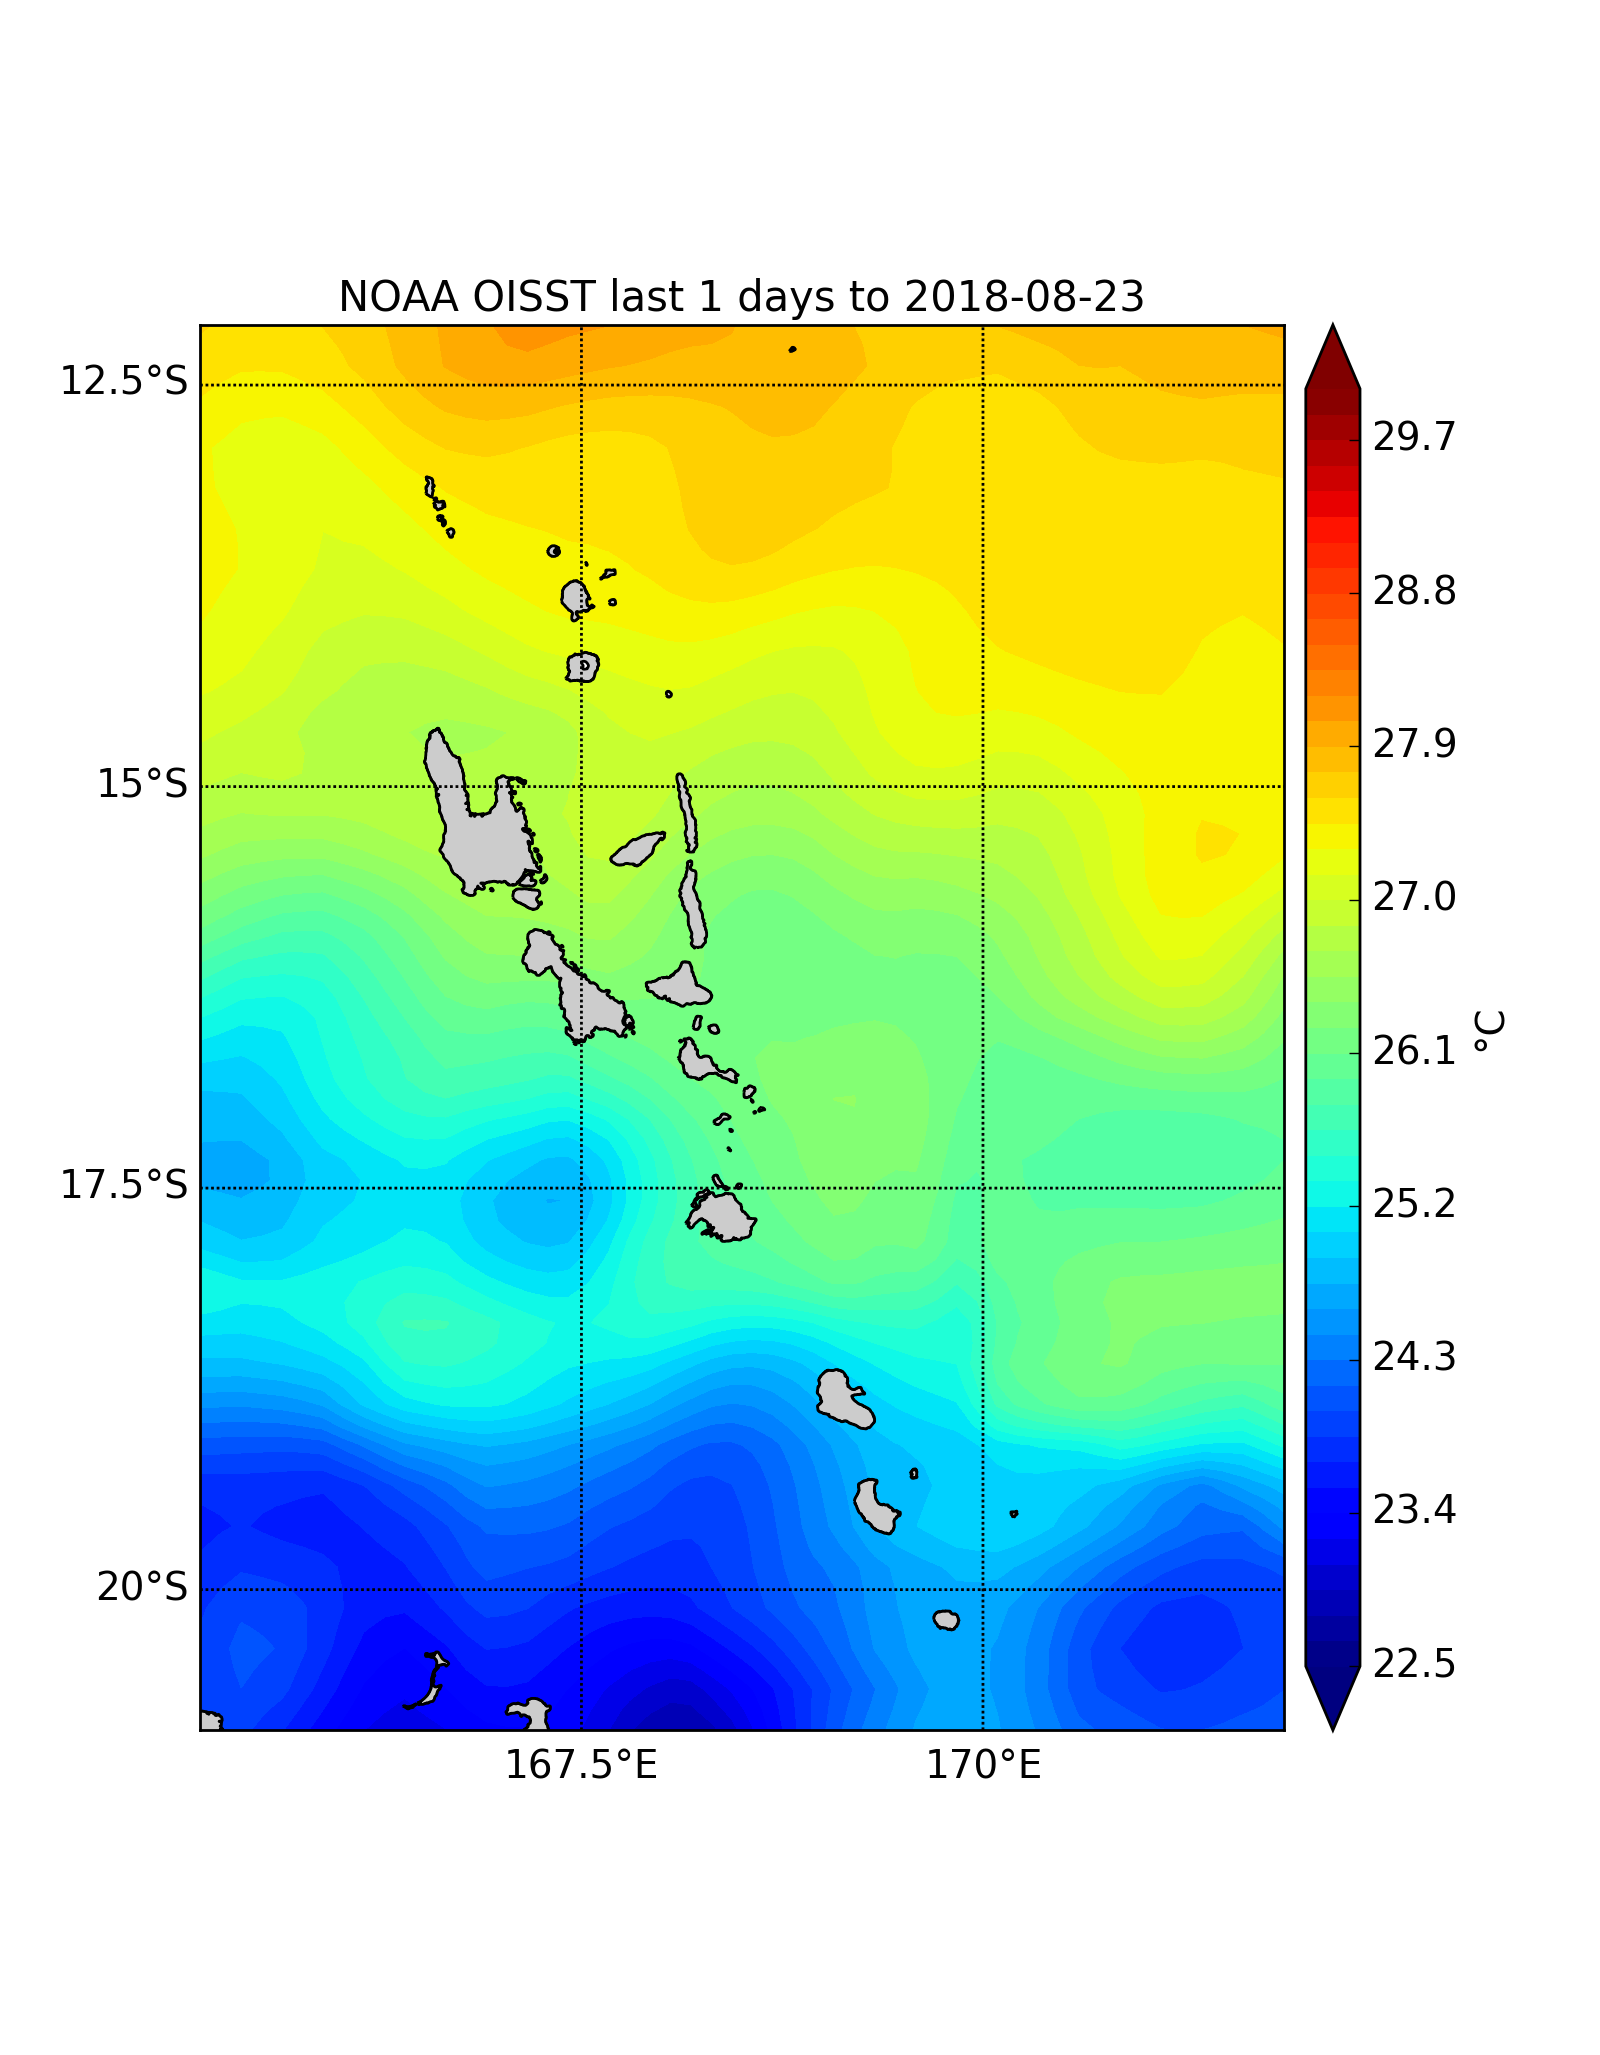 NOAA OISST last 1 days to 2018-08-23
12.5°S
15°S
17.5°S
20°S
167.5°E
170°E
29.7
28.8
27.9
27.0
26.1
25.2
24.3
23.4
22.5
°C